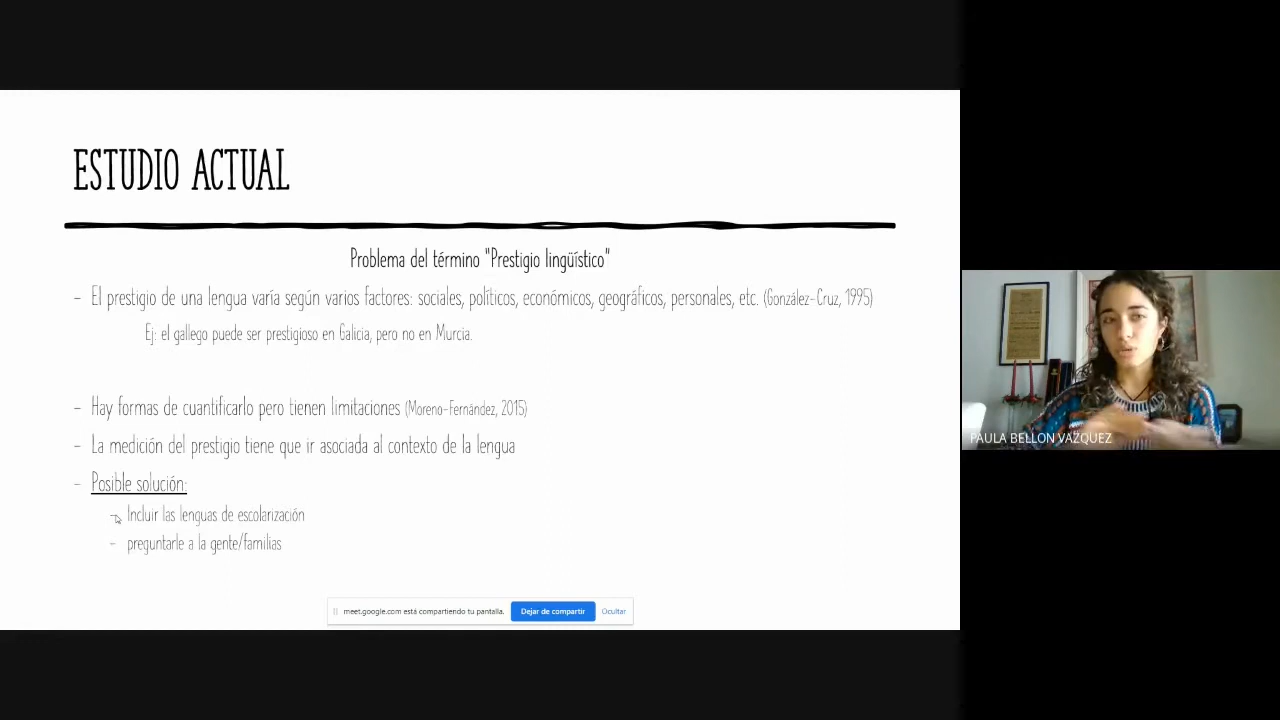 ESTUDIO ACTUAL
Problema del término "Prestigio lingüístico"
- El prestigio de una lengua varía según varios factores: sociales, políticos, económicos, geográficos, personales, etc. (González-Cruz, 1995)
Ej: el gallego puede ser prestigioso en Galicia, pero no en Murcia.
- Hay formas de cuantificarlo pero tienen limitaciones (Moreno-Fernández, 2015)
- La medición del prestigio tiene que ir asociada al contexto de la lengua
- Posible solución:
- Incluir las lenguas de escolarización
- preguntarle a la gente/familias
meet.google.com está compartiendo tu pantalla. Dejar de compartir Ocultar
PAULA BELLON VAZQUEZ